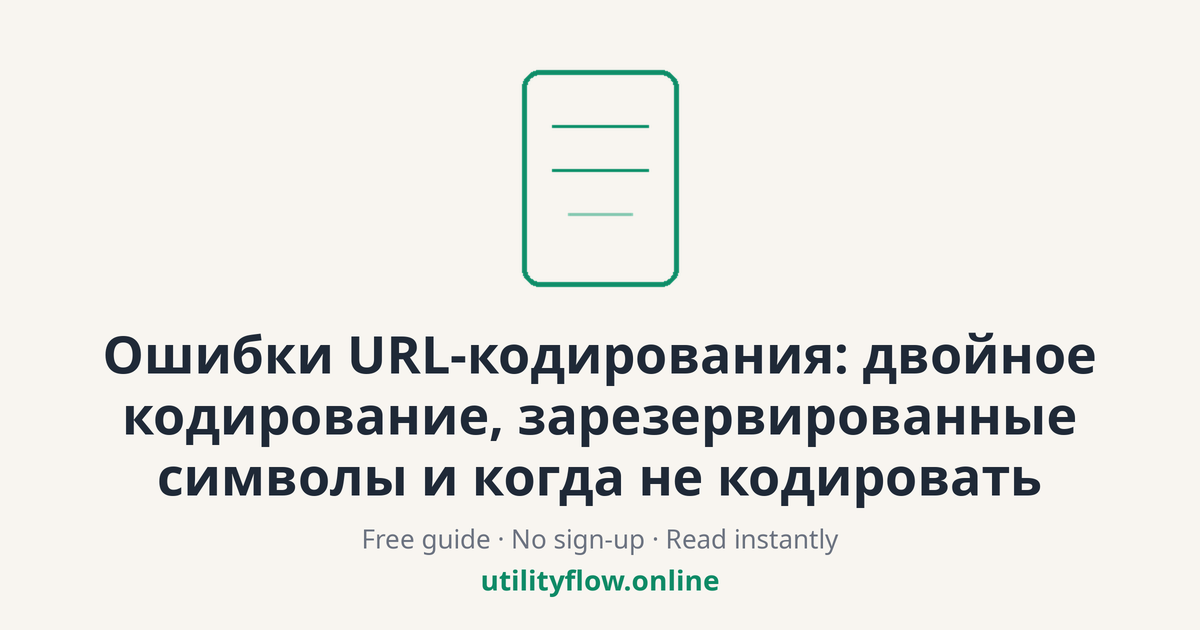 Ошибки URL-кодирования: двойное
кодирование, зарезервированные
символы и когда не кодировать
Free guide · No sign-up · Read instantly
utilityflow.online